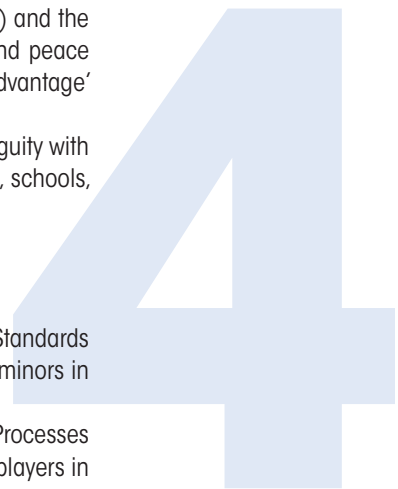 ) and the
nd peace
dvantage'
guity with
, schools,
Standards
minors in
Processes
players in
4